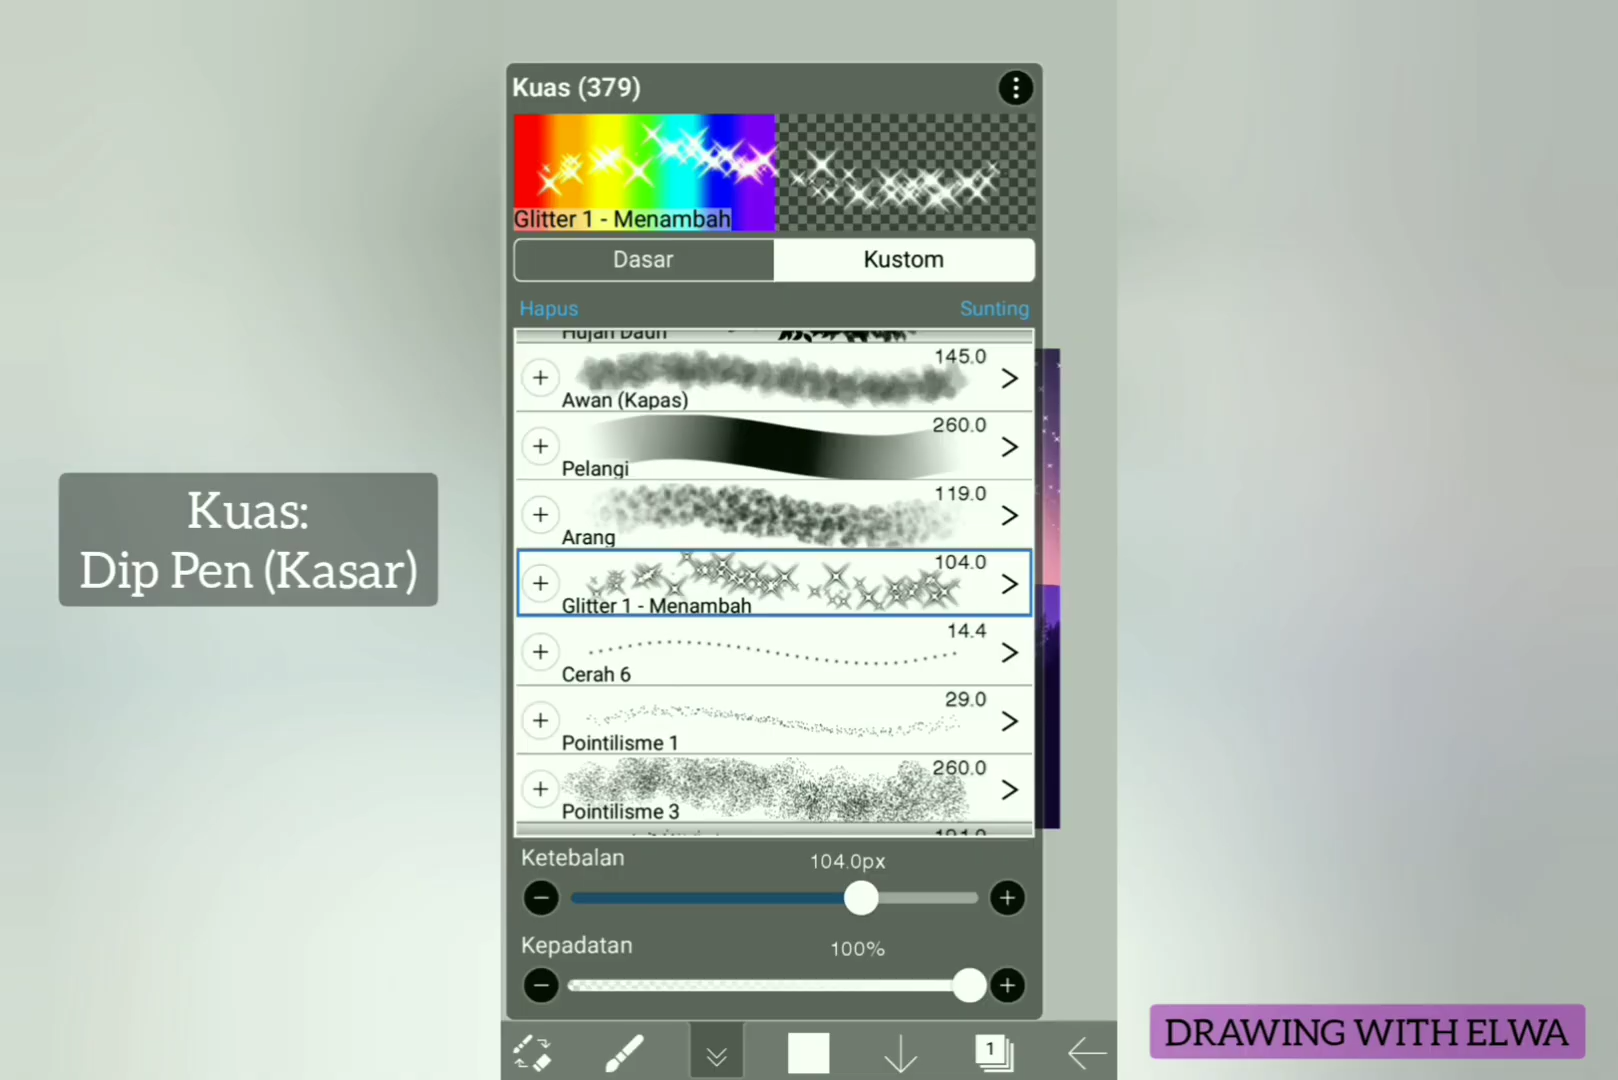 Kuas (379)
Glitter 1 - Menambah
Dasar
Kustom
Hapus
Sunting
Hujan Daun
145.0
Awan (Kapas)
260.0
Pelangi
119.0
Arang
104.0
Glitter 1 - Menambah
14.4
Cerah 6
29.0
Pointilisme 1
260.0
Pointilisme 3
Ketebalan
104.0px
Kepadatan
100%
1
Kuas:
Dip Pen (Kasar)
DRAWING WITH ELWA